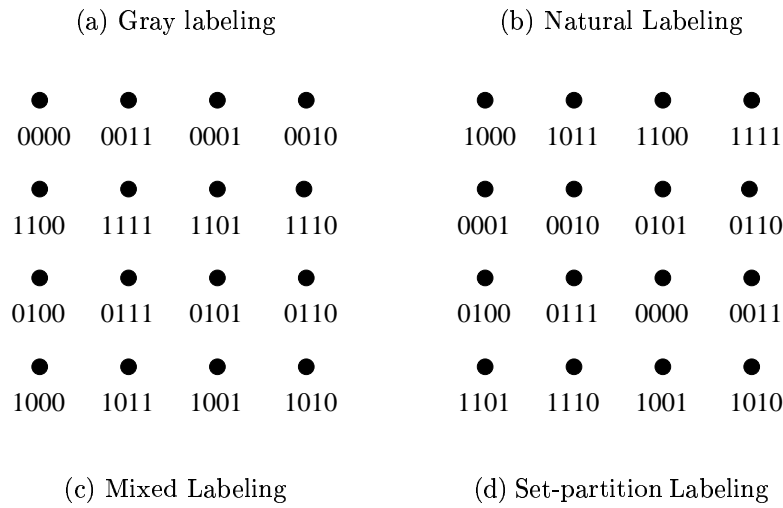 (a) Gray labeling (b) Natural Labeling
0000 0011 0001 0010 1000 1011 1100 1111
1100 1111 1101 1110 0001 0010 0101 0110
0100 0111 0101 0110 0100 0111 0000 0011
1000 1011 1001 1010 1101 1110 1001 1010
(c) Mixed Labeling (d) Set-partition Labeling